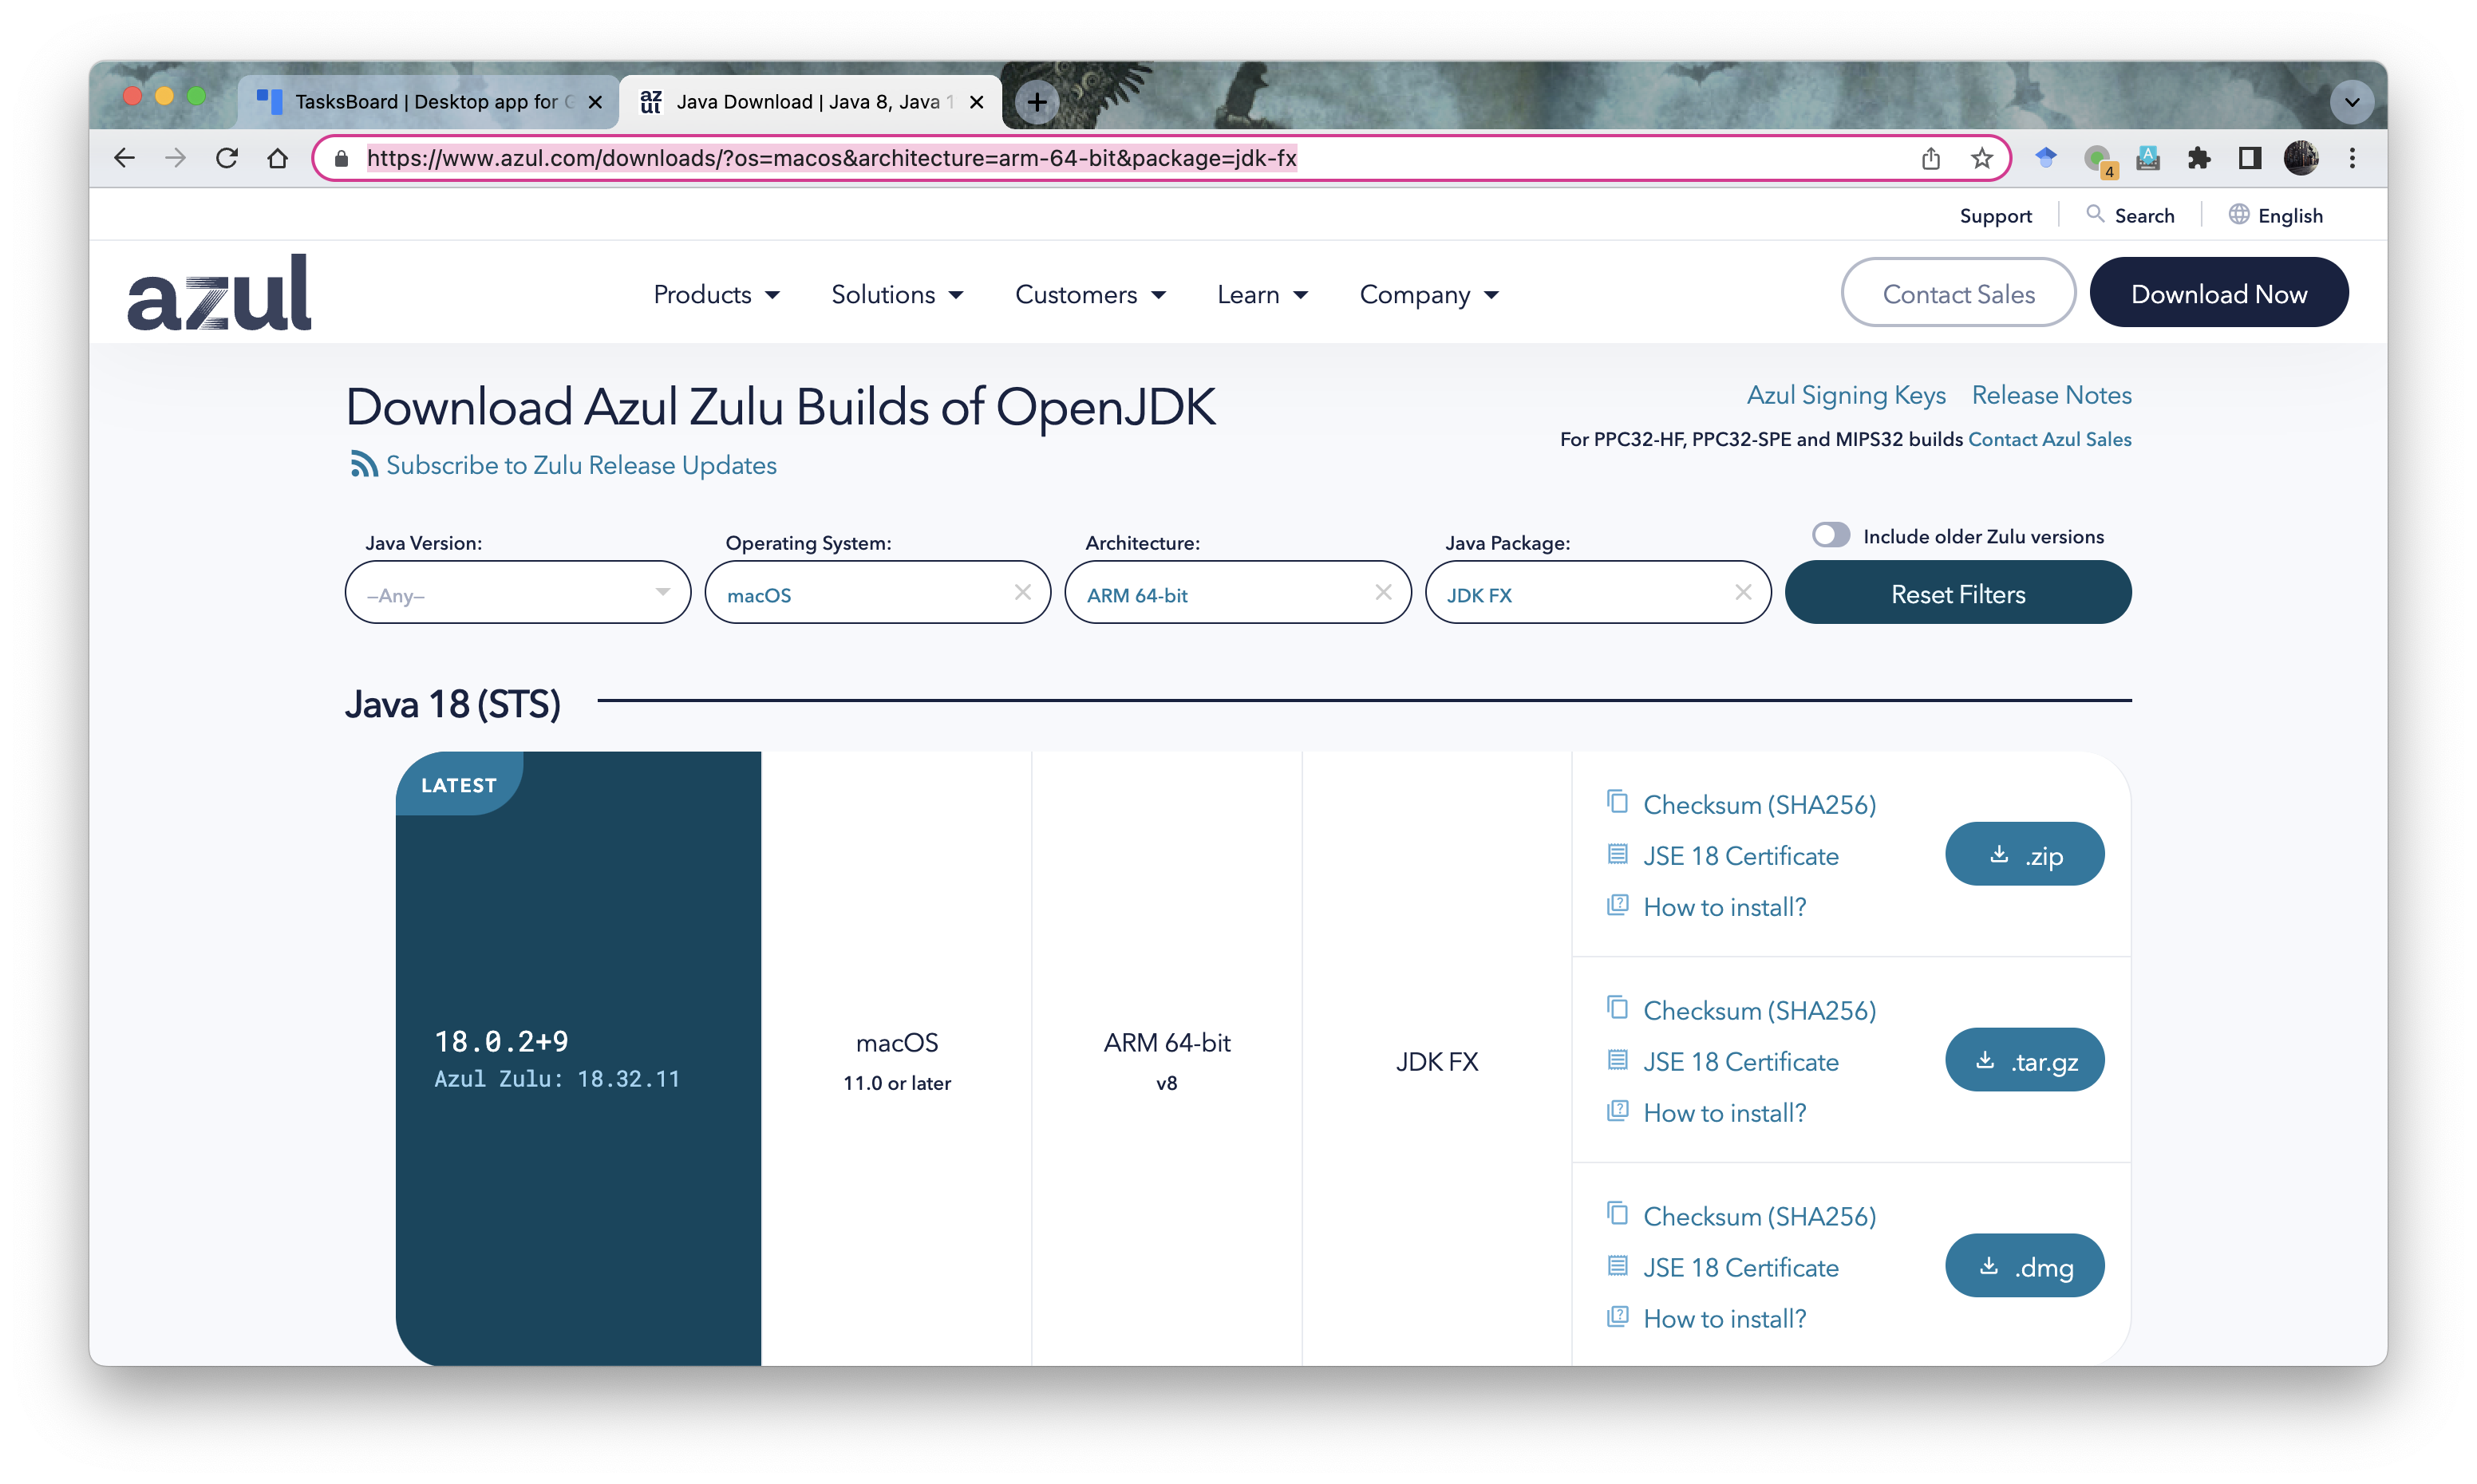 TasksBoard | Desktop app for
Java Download | Java 8, Java 1
https://www.azul.com/downloads/?os=macos&architecture=arm-64-bit&package=jdk-fx
4
Support
Search
English
azul
Products
Solutions
Customers
Learn
Company
Contact Sales
Download Now
Download Azul Zulu Builds of OpenJDK
Azul Signing Keys
Release Notes
Subscribe to Zulu Release Updates
For PPC32-HF, PPC32-SPE and MIPS32 builds Contact Azul Sales
Java Version:
–Any–
Operating System:
macOS
Architecture:
ARM 64-bit
Java Package:
JDK FX
Include older Zulu versions
Reset Filters
Java 18 (STS)
LATEST
18.0.2+9
Azul Zulu: 18.32.11
macOS
11.0 or later
ARM 64-bit
v8
JDK FX
Checksum (SHA256)
JSE 18 Certificate
How to install?
.zip
Checksum (SHA256)
JSE 18 Certificate
How to install?
.tar.gz
Checksum (SHA256)
JSE 18 Certificate
How to install?
.dmg